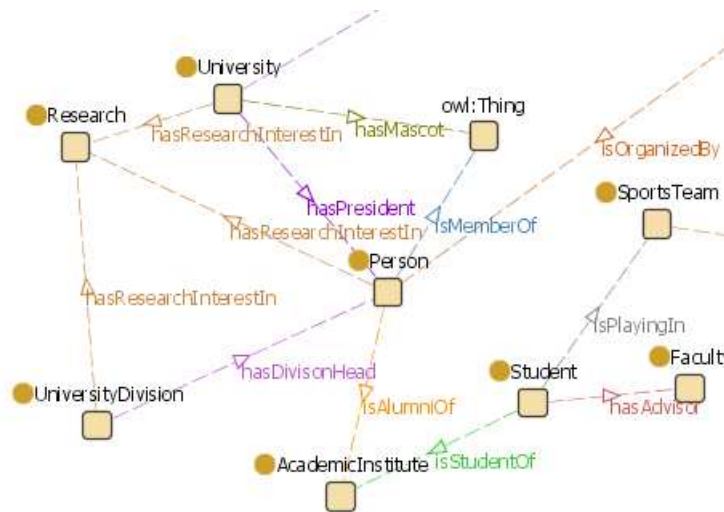 University
Research
owl:Thing
hasResearchInterestIn
hasMascot
isOrganizedBy
SportsTeam
hasPresident
isMemberOf
hasResearchInterestIn
Person
hasResearchInterestIn
isPlayingIn
Faculty
hasDivisonHead
Student
UniversityDivision
isAlumniOf
hasAdvisor
AcademicInstitute
isStudentOf